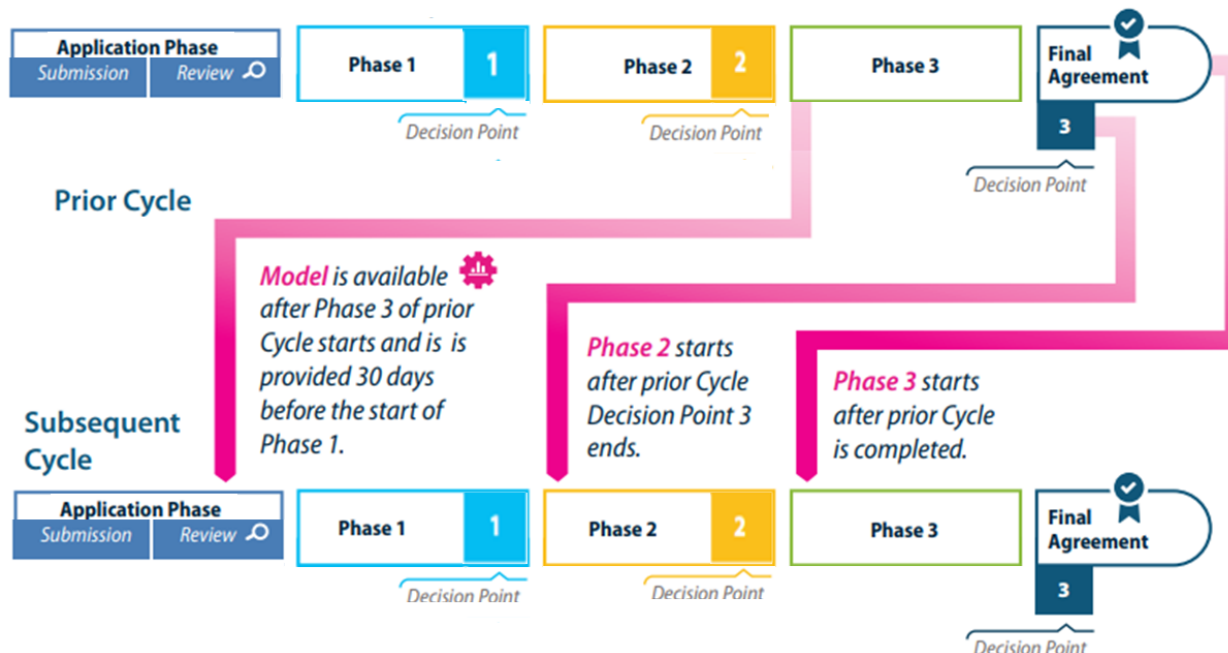 Application Phase
Submission
Review
Phase 1
1
Phase 2
2
Phase 3
Final
Agreement
3
Decision Point
Decision Point
Decision Point
Prior Cycle
Model is available
after Phase 3 of prior
Cycle starts and is is
provided 30 days
before the start of
Phase 1.
Phase 2 starts
after prior Cycle
Decision Point 3
ends.
Phase 3 starts
after prior Cycle
is completed.
Subsequent
Cycle
Application Phase
Submission
Review
Phase 1
1
Phase 2
2
Phase 3
Final
Agreement
3
Decision Point
Decision Point
Decision Point